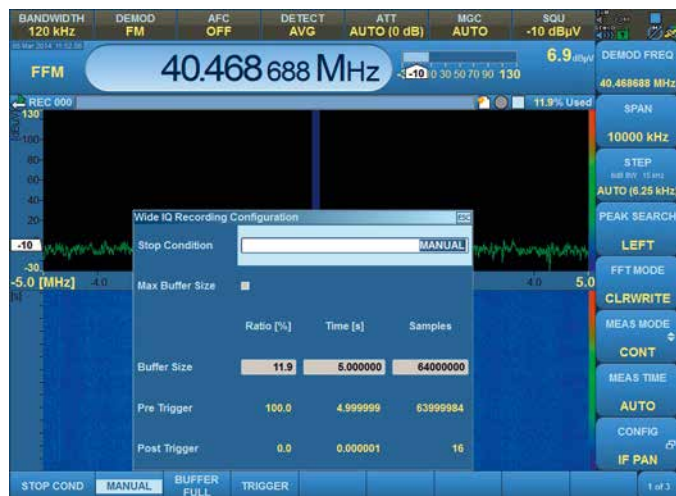 BANDWIDTH DEMOD AFC DETECT ATT MGC SQU
120 kHz FM OFF AVG AUTO (0 dB) AUTO -10 dBµV
FFM 40.468 688 MHz -10 0 30 50 70 90 130 6.9 dBµV
DEMOD FREQ
40.468688 MHz
REC 000 11.9% Used
SPAN
10000 kHz
130
100
80
60
40
20
-10
-30
STEP
AUTO (6.25 kHz)
PEAK SEARCH
LEFT
-5.0 [MHz] -4.0 4.0 5.0
FFT MODE
CLRWRITE
MEAS MODE
CONT
MEAS TIME
AUTO
CONFIG
IF PAN
Wide IQ Recording Configuration ESC
Stop Condition MANUAL
Max Buffer Size
Ratio [%] Time [s] Samples
Buffer Size 11.9 5.000000 64000000
Pre Trigger 100.0 4.999999 63999984
Post Trigger 0.0 0.000001 16
STOP COND MANUAL BUFFER FULL TRIGGER 1 of 3